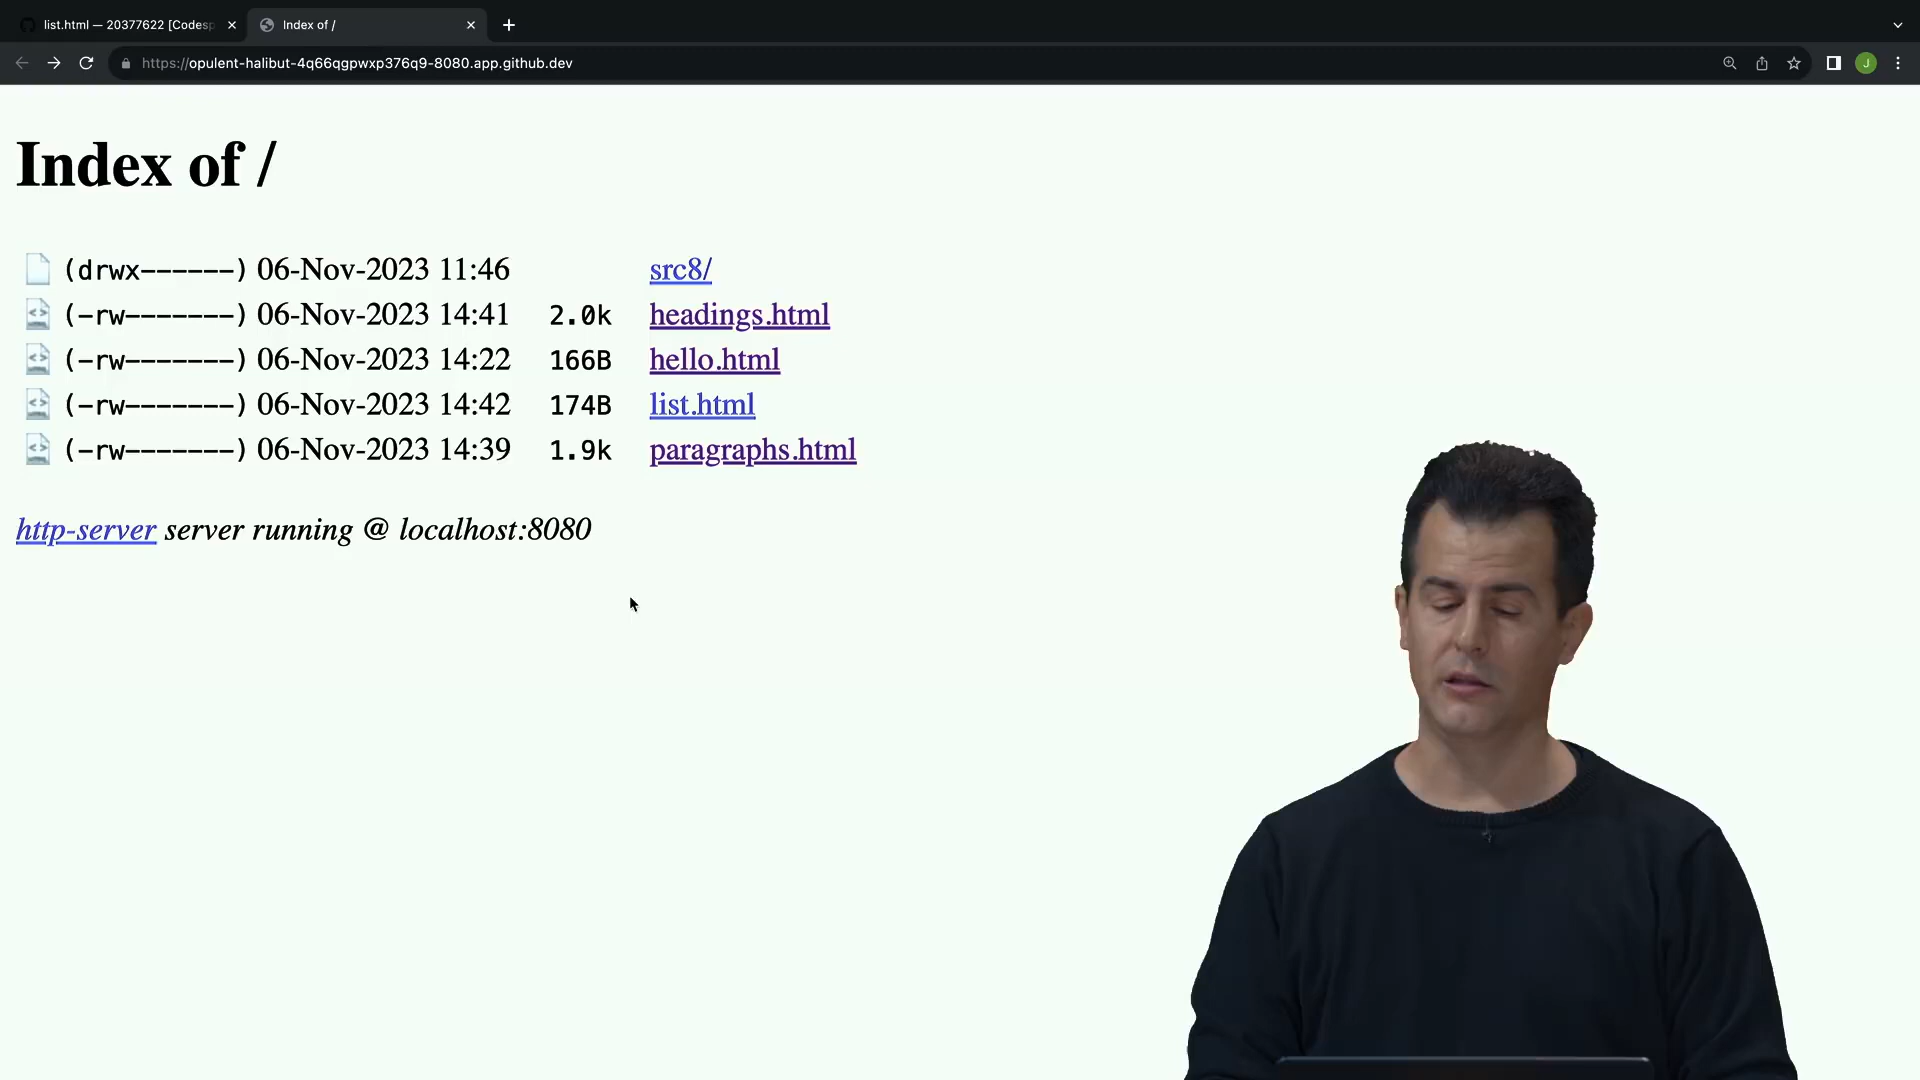 list.html — 20377622 [Codesp
Index of /
https://opulent-halibut-4q66qgpwxp376q9-8080.app.github.dev
J
Index of /
(drwx------) 06-Nov-2023 11:46 src8/
(-rw-------) 06-Nov-2023 14:41 2.0k headings.html
(-rw-------) 06-Nov-2023 14:22 166B hello.html
(-rw-------) 06-Nov-2023 14:42 174B list.html
(-rw-------) 06-Nov-2023 14:39 1.9k paragraphs.html
http-server server running @ localhost:8080